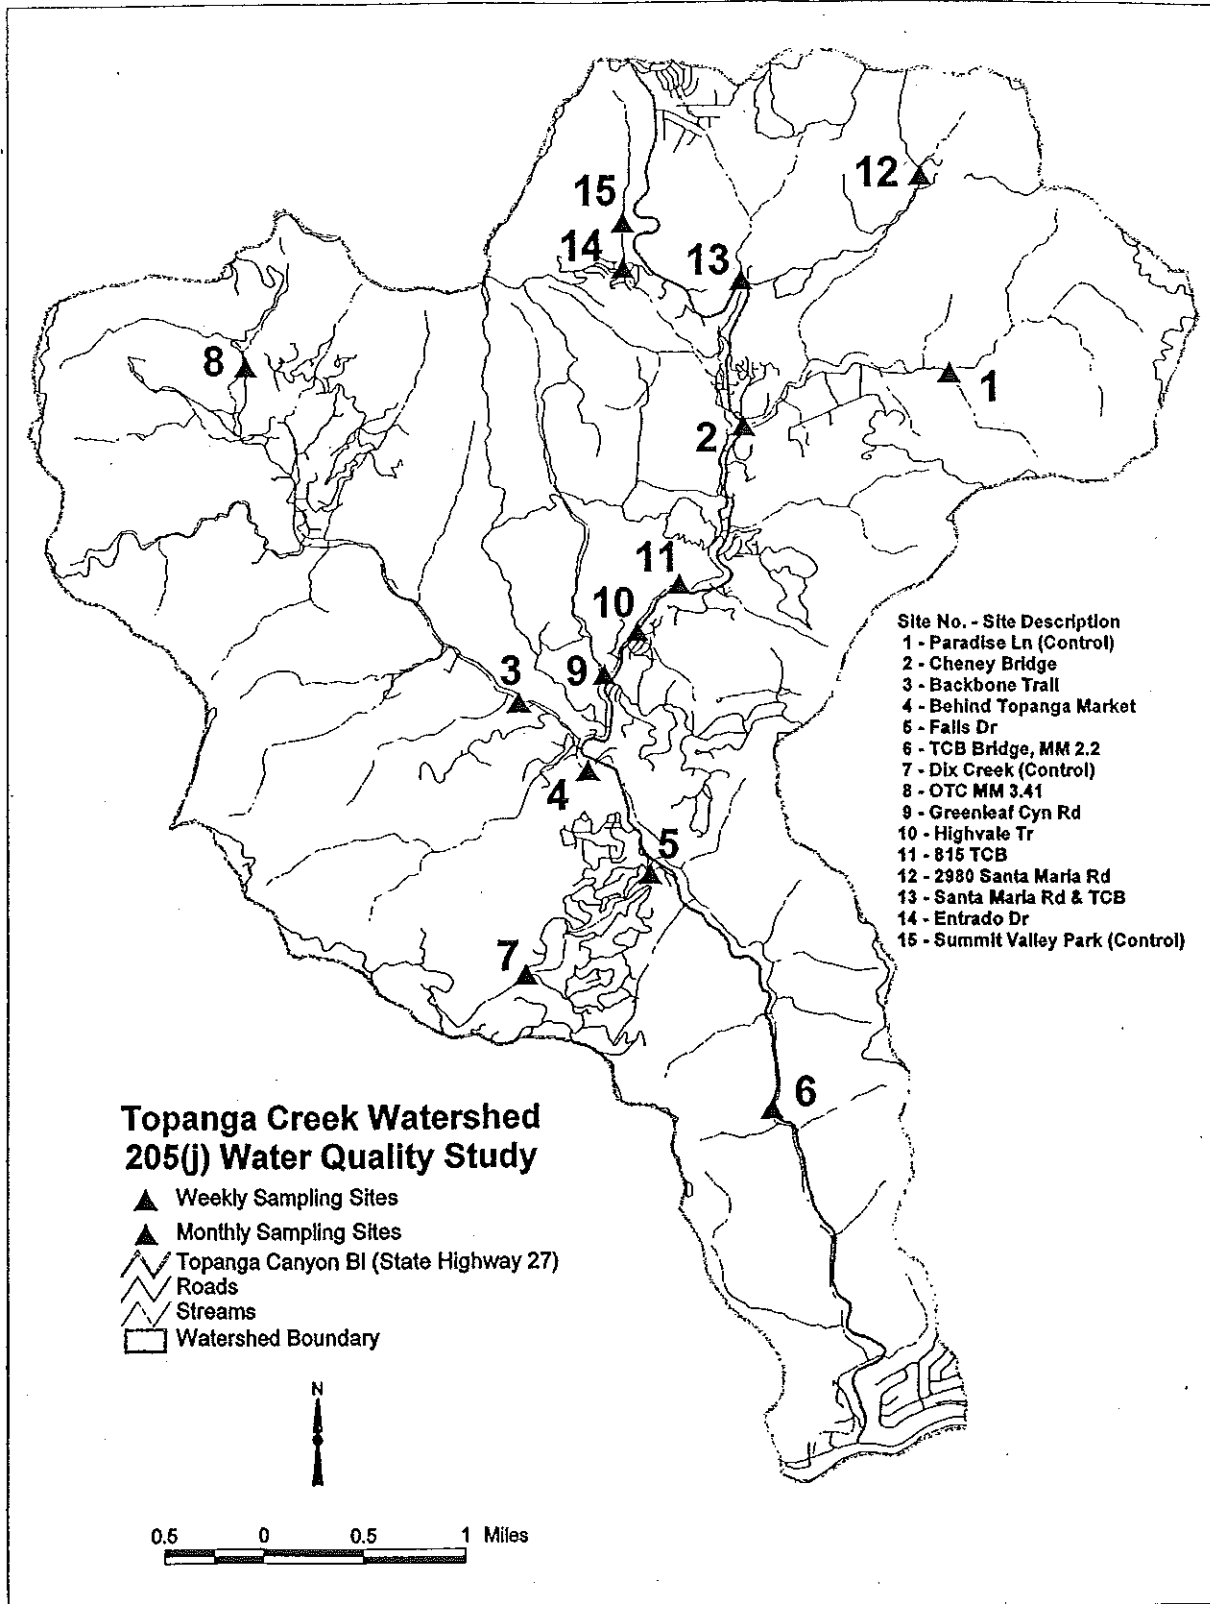 15
12
14
13
8
1
2
11
10
Site No. - Site Description
1 - Paradise Ln (Control)
2 - Cheney Bridge
3 - Backbone Trail
4 - Behind Topanga Market
5 - Falls Dr
6 - TCB Bridge, MM 2.2
7 - Dix Creek (Control)
8 - OTC MM 3.41
9 - Greenleaf Cyn Rd
10 - Highvale Tr
11 - 815 TCB
12 - 2980 Santa Maria Rd
13 - Santa Maria Rd & TCB
14 - Entrado Dr
15 - Summit Valley Park (Control)
9
3
4
5
7
6
Topanga Creek Watershed
205(j) Water Quality Study
Weekly Sampling Sites
Monthly Sampling Sites
Topanga Canyon Bl (State Highway 27)
Roads
Streams
Watershed Boundary
N
0.5 0 0.5 1 Miles